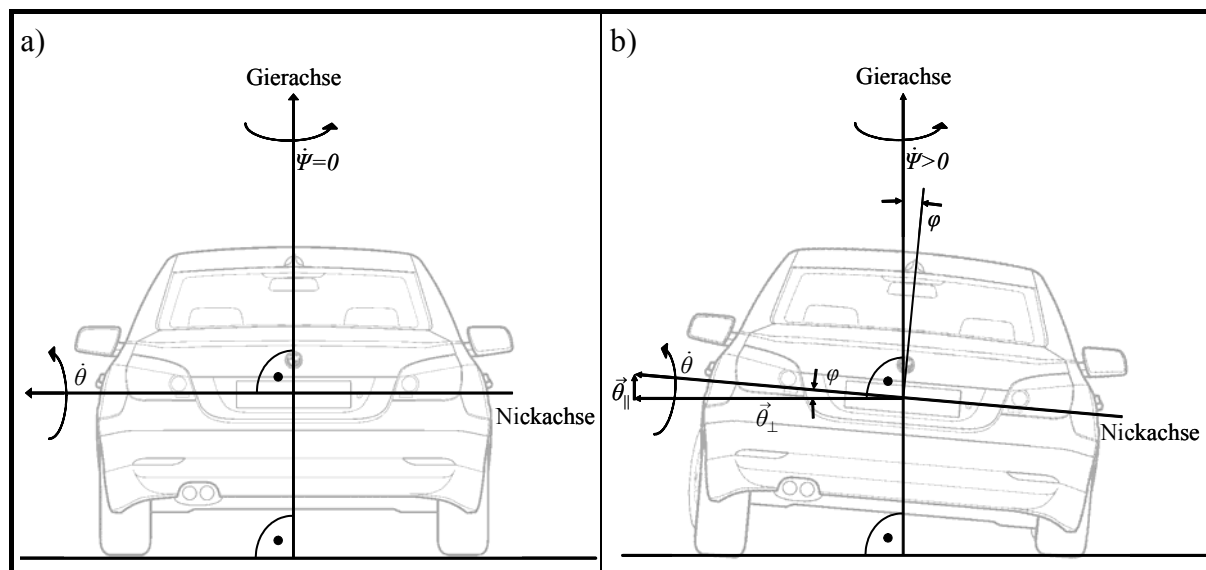 a)
Gierachse
Ψ̇=0
θ̇
Nickachse
b)
Gierachse
Ψ̇>0
φ
θ̇
φ
θ⃗∥
θ⃗⊥
Nickachse